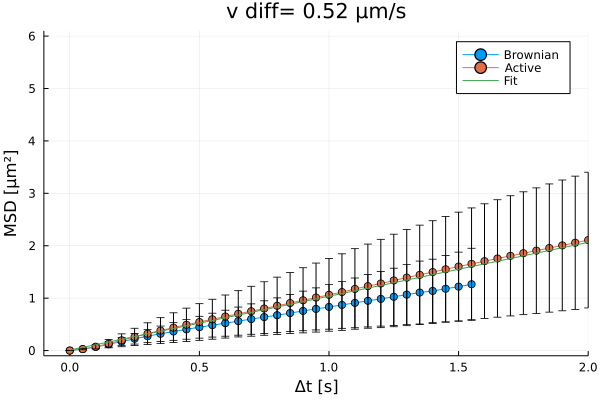 v diff= 0.52 μm/s
Brownian
Active
Fit
MSD [μm²]
6
5
4
3
2
1
0
0.0 0.5 1.0 1.5 2.0
Δt [s]